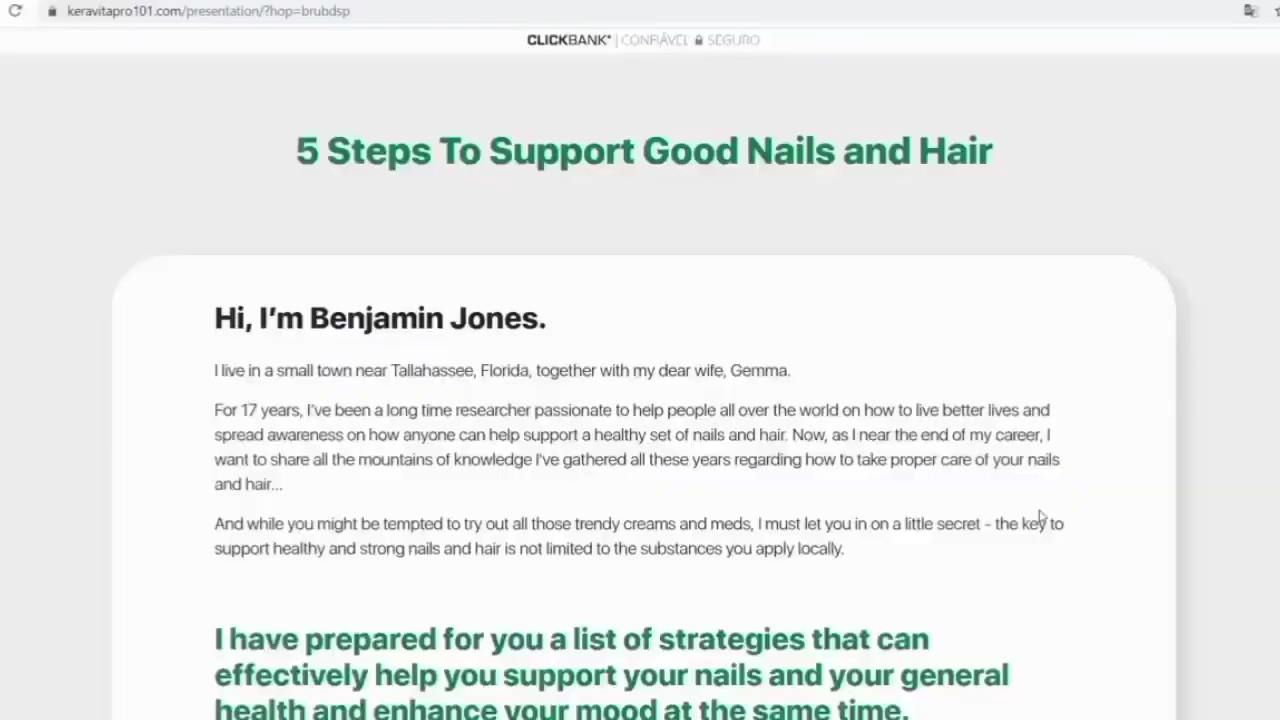 keravitapro101.com/presentation/?hop=brubdsp
CLICKBANK® | CONFIÁVEL SEGURO
5 Steps To Support Good Nails and Hair
Hi, I'm Benjamin Jones.
I live in a small town near Tallahassee, Florida, together with my dear wife, Gemma.
For 17 years, I've been a long time researcher passionate to help people all over the world on how to live better lives and
spread awareness on how anyone can help support a healthy set of nails and hair. Now, as I near the end of my career, I
want to share all the mountains of knowledge I've gathered all these years regarding how to take proper care of your nails
and hair...
And while you might be tempted to try out all those trendy creams and meds, I must let you in on a little secret - the key to
support healthy and strong nails and hair is not limited to the substances you apply locally.
I have prepared for you a list of strategies that can
effectively help you support your nails and your general
health and enhance your mood at the same time.